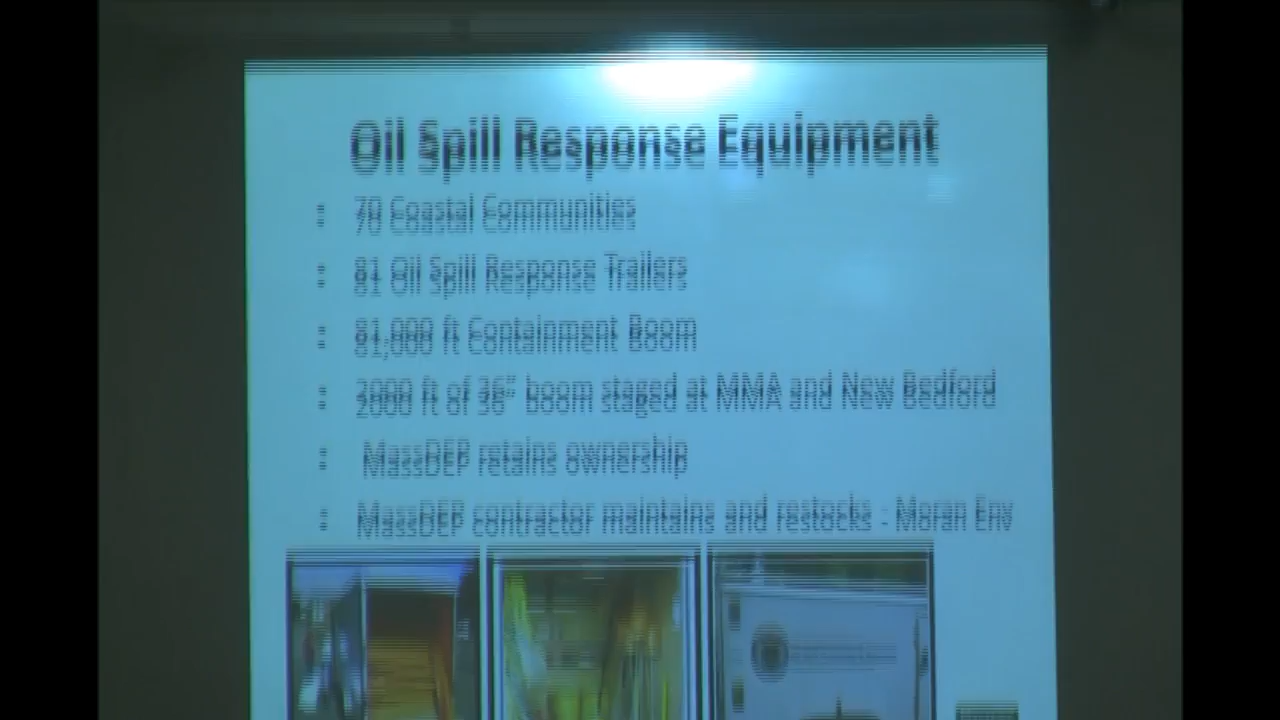 Oil Spill Response Equipment
70 Coastal Communities
81 Oil Spill Response Trailers
81,000 ft Containment Boom
2000 ft of 36" boom staged at MMA and New Bedford
MassDEP retains ownership
MassDEP contractor maintains and restocks - Moran Env